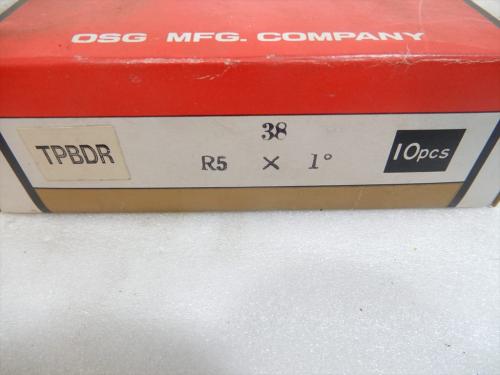 OSG MFG. COMPANY
38
TPBDR
R5 × 1°
10pcs